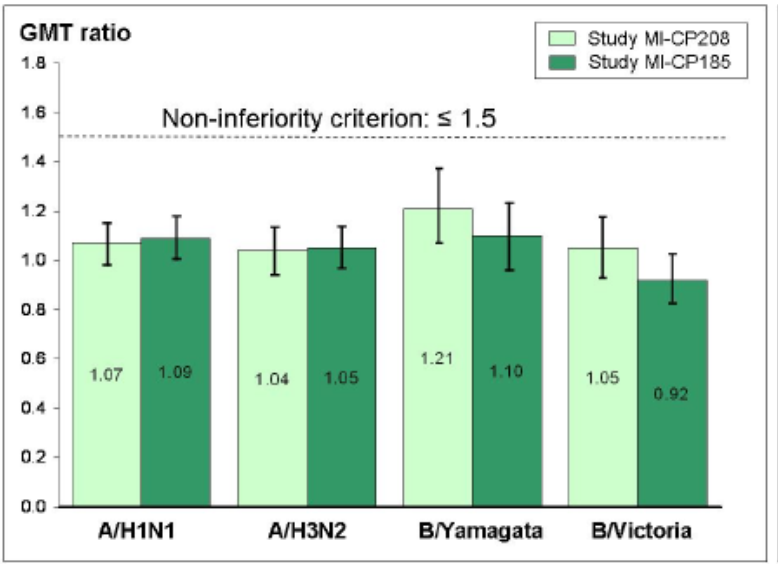 GMT ratio
Study MI-CP208
Study MI-CP185
1.8
1.6
Non-inferiority criterion: ≤ 1.5
1.4
1.2
1.0
0.8
0.6
0.4
0.2
0.0
1.07
1.09
1.04
1.05
1.21
1.10
1.05
0.92
A/H1N1
A/H3N2
B/Yamagata
B/Victoria